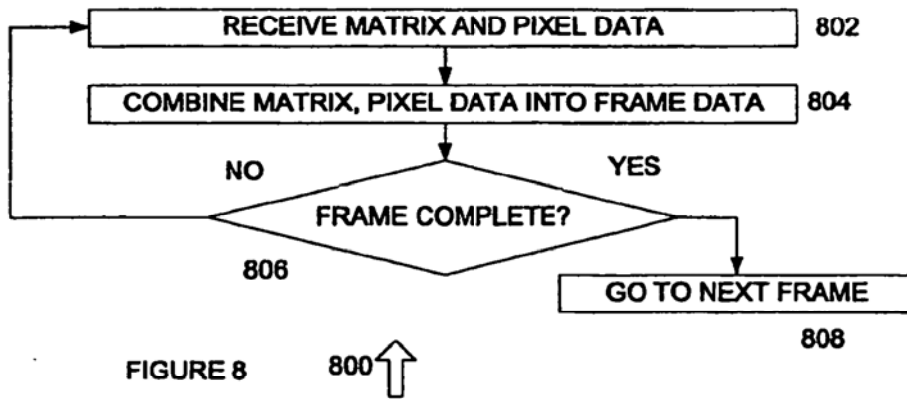 RECEIVE MATRIX AND PIXEL DATA 802
COMBINE MATRIX, PIXEL DATA INTO FRAME DATA 804
NO YES
FRAME COMPLETE?
806
GO TO NEXT FRAME
808
FIGURE 8 800